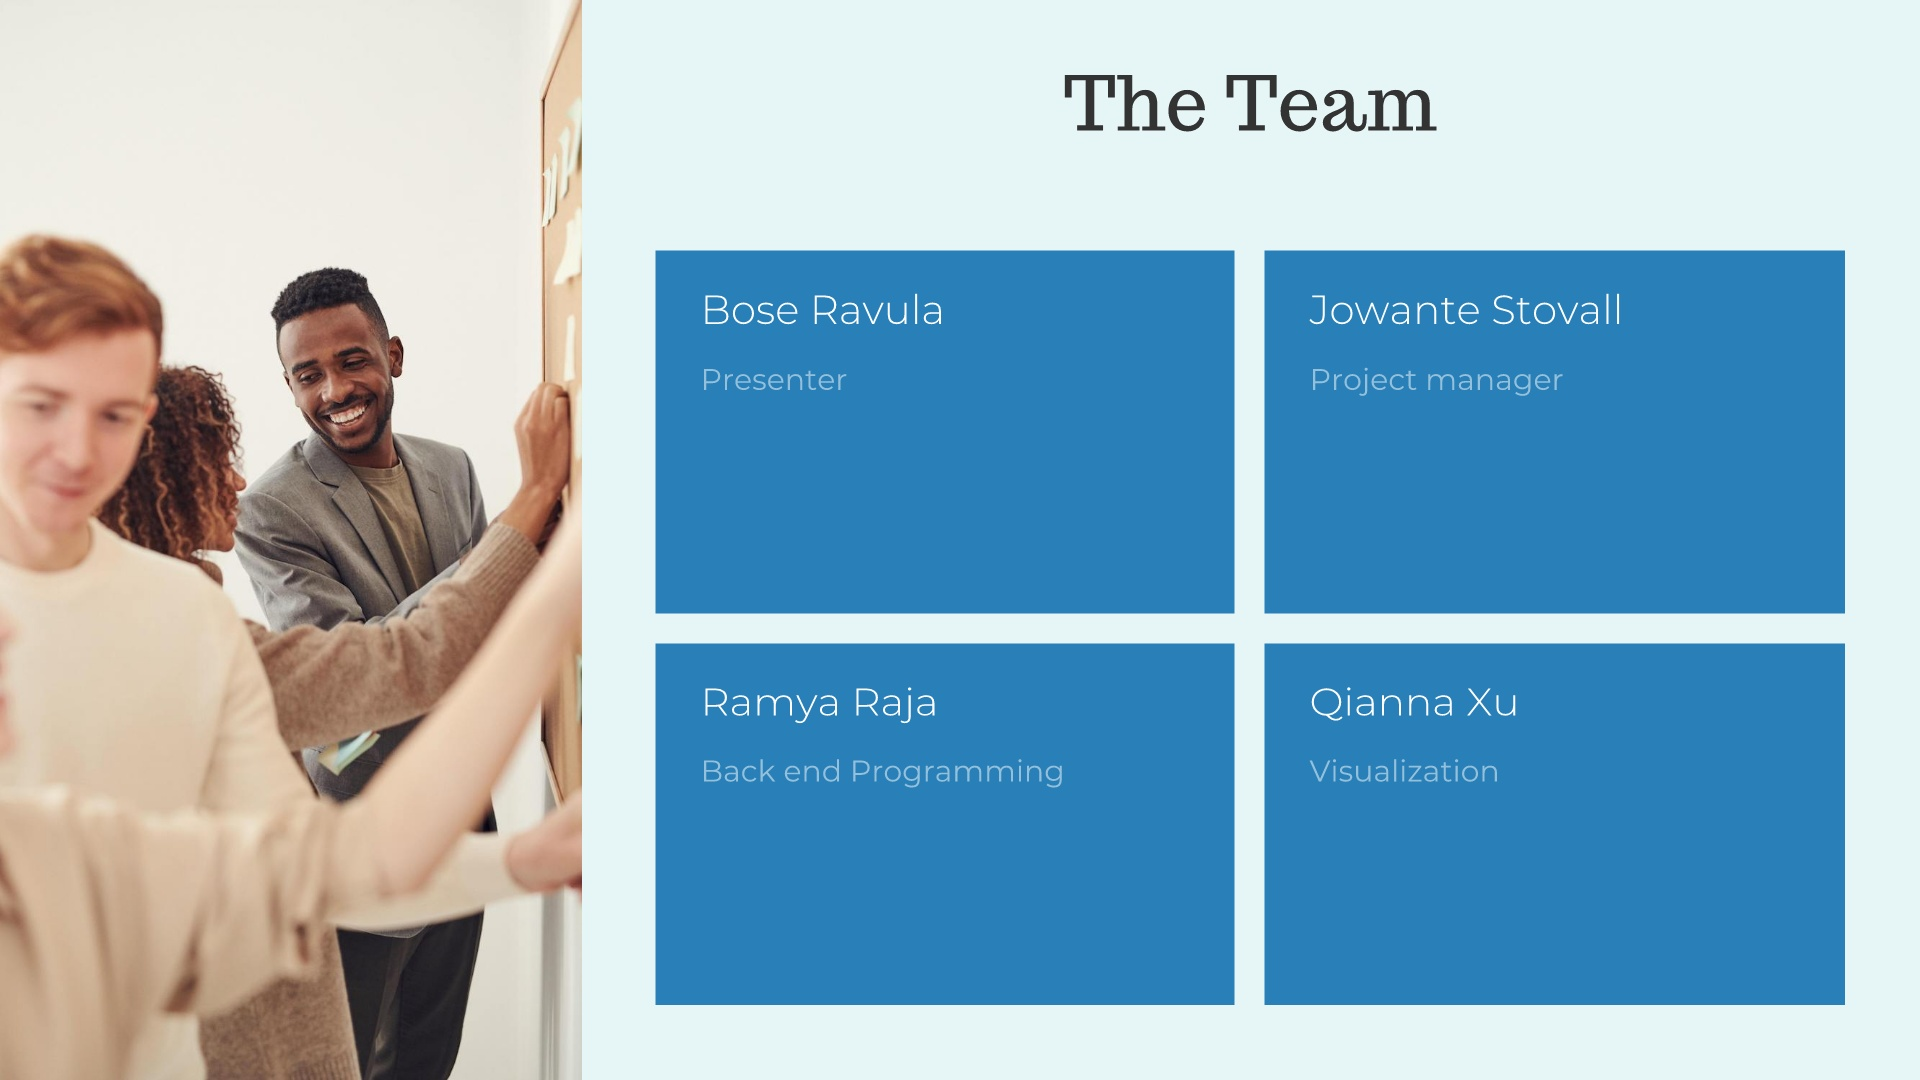 The Team
Bose Ravula
Presenter
Jowante Stovall
Project manager
Ramya Raja
Back end Programming
Qianna Xu
Visualization